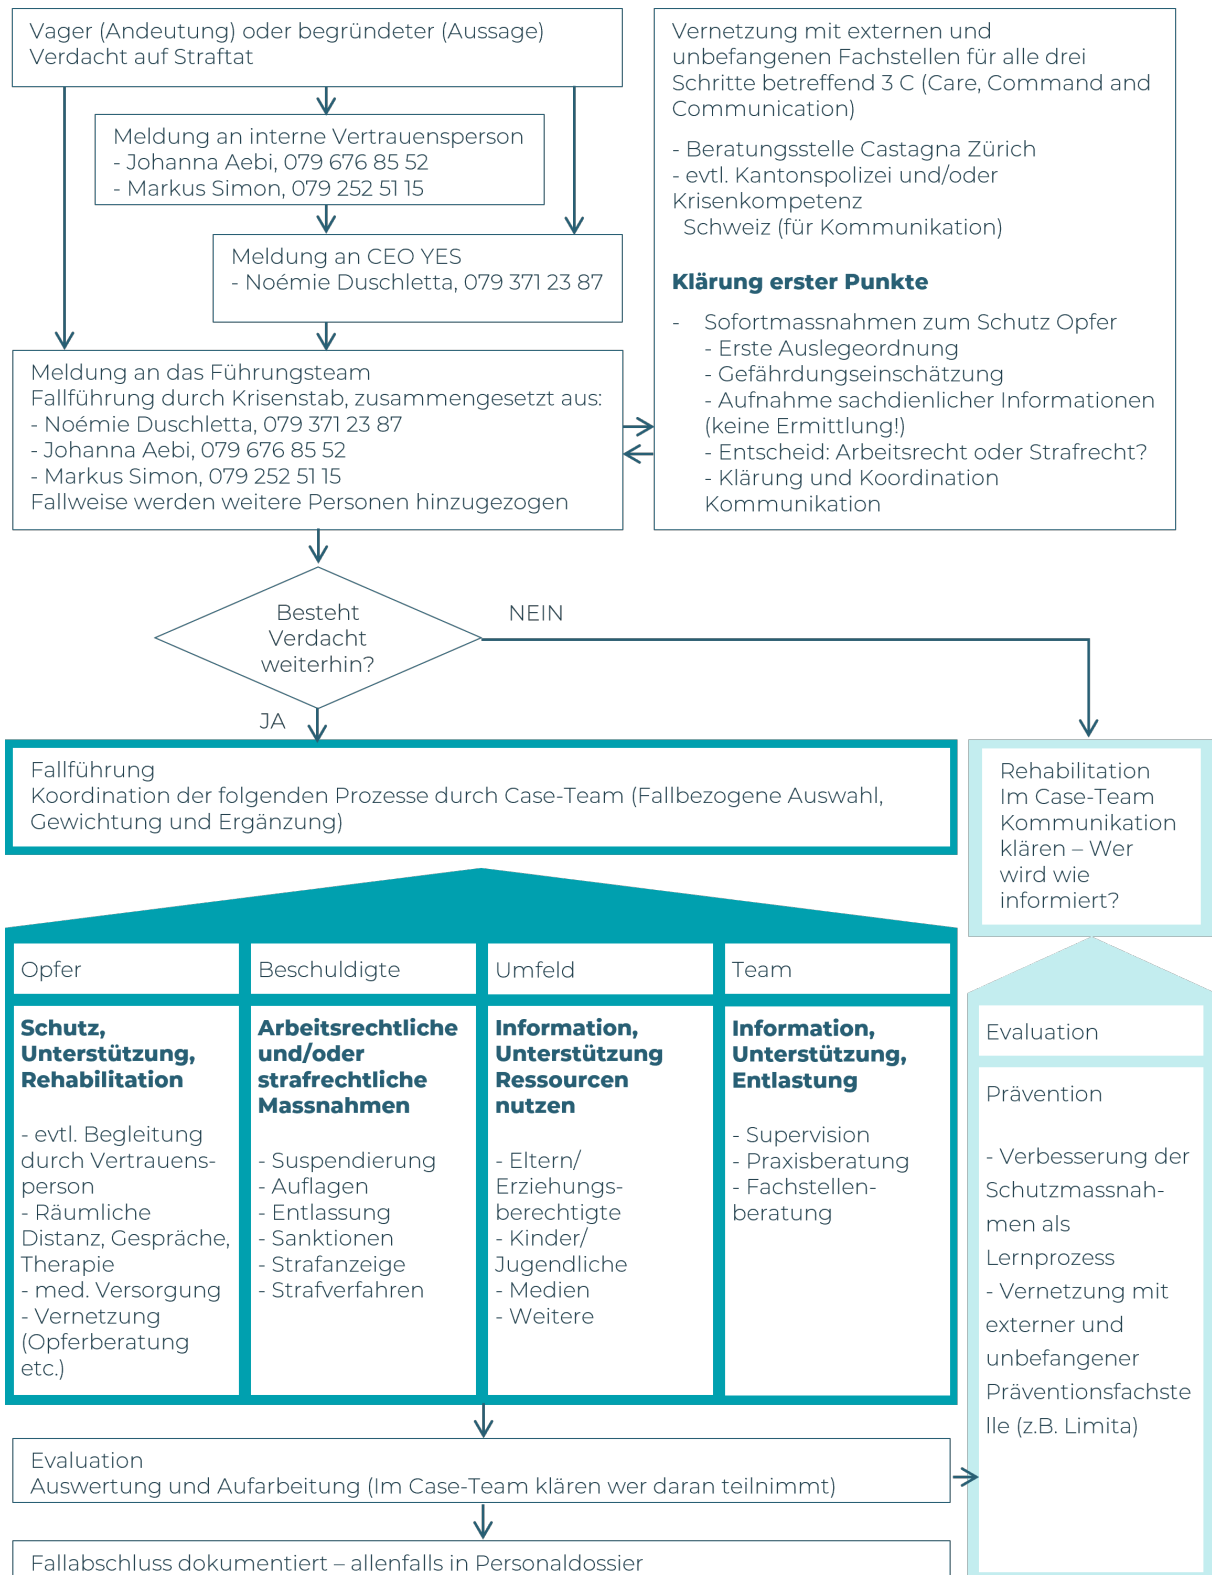 Vager (Andeutung) oder begründeter (Aussage)
Verdacht auf Straftat
Meldung an interne Vertrauensperson
- Johanna Aebi, 079 676 85 52
- Markus Simon, 079 252 51 15
Meldung an CEO YES
- Noémie Duschletta, 079 371 23 87
Meldung an das Führungsteam
Fallführung durch Krisenstab, zusammengesetzt aus:
- Noémie Duschletta, 079 371 23 87
- Johanna Aebi, 079 676 85 52
- Markus Simon, 079 252 51 15
Fallweise werden weitere Personen hinzugezogen
Vernetzung mit externen und
unbefangenen Fachstellen für alle drei
Schritte betreffend 3 C (Care, Command and
Communication)
- Beratungsstelle Castagna Zürich
- evtl. Kantonspolizei und/oder
Krisenkompetenz
Schweiz (für Kommunikation)
Klärung erster Punkte
- Sofortmassnahmen zum Schutz Opfer
- Erste Auslegeordnung
- Gefährdungseinschätzung
- Aufnahme sachdienlicher Informationen
(keine Ermittlung!)
- Entscheid: Arbeitsrecht oder Strafrecht?
- Klärung und Koordination
Kommunikation
Besteht
Verdacht
weiterhin?
NEIN
JA
Fallführung
Koordination der folgenden Prozesse durch Case-Team (Fallbezogene Auswahl,
Gewichtung und Ergänzung)
Rehabilitation
Im Case-Team
Kommunikation
klären – Wer
wird wie
informiert?
Opfer
Schutz,
Unterstützung,
Rehabilitation
- evtl. Begleitung
durch Vertrauens-
person
- Räumliche
Distanz, Gespräche,
Therapie
- med. Versorgung
- Vernetzung
(Opferberatung
etc.)
Beschuldigte
Arbeitsrechtliche
und/oder
strafrechtliche
Massnahmen
- Suspendierung
- Auflagen
- Entlassung
- Sanktionen
- Strafanzeige
- Strafverfahren
Umfeld
Information,
Unterstützung
Ressourcen
nutzen
- Eltern/
Erziehungs-
berechtigte
- Kinder/
Jugendliche
- Medien
- Weitere
Team
Information,
Unterstützung,
Entlastung
- Supervision
- Praxisberatung
- Fachstellen-
beratung
Evaluation
Prävention
- Verbesserung der
Schutzmassnah-
men als
Lernprozess
- Vernetzung mit
externer und
unbefangener
Präventionsfachste
lle (z.B. Limita)
Evaluation
Auswertung und Aufarbeitung (Im Case-Team klären wer daran teilnimmt)
Fallabschluss dokumentiert – allenfalls in Personaldossier